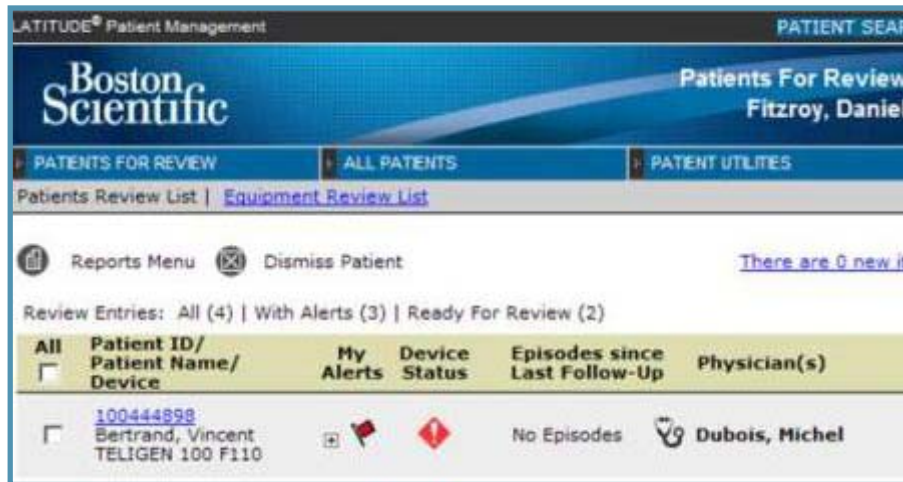 LATITUDE® Patient Management PATIENT SEAR
Boston
Scientific
Patients For Review
Fitzroy, Daniel
PATIENTS FOR REVIEW ALL PATIENTS PATIENT UTILITIES
Patients Review List | Equipment Review List
Reports Menu Dismiss Patient There are 0 new it
Review Entries: All (4) | With Alerts (3) | Ready For Review (2)
All
Patient ID/
Patient Name/
Device
My
Alerts
Device
Status
Episodes since
Last Follow-Up
Physician(s)
100444898
Bertrand, Vincent
TELIGEN 100 F110
No Episodes
Dubois, Michel